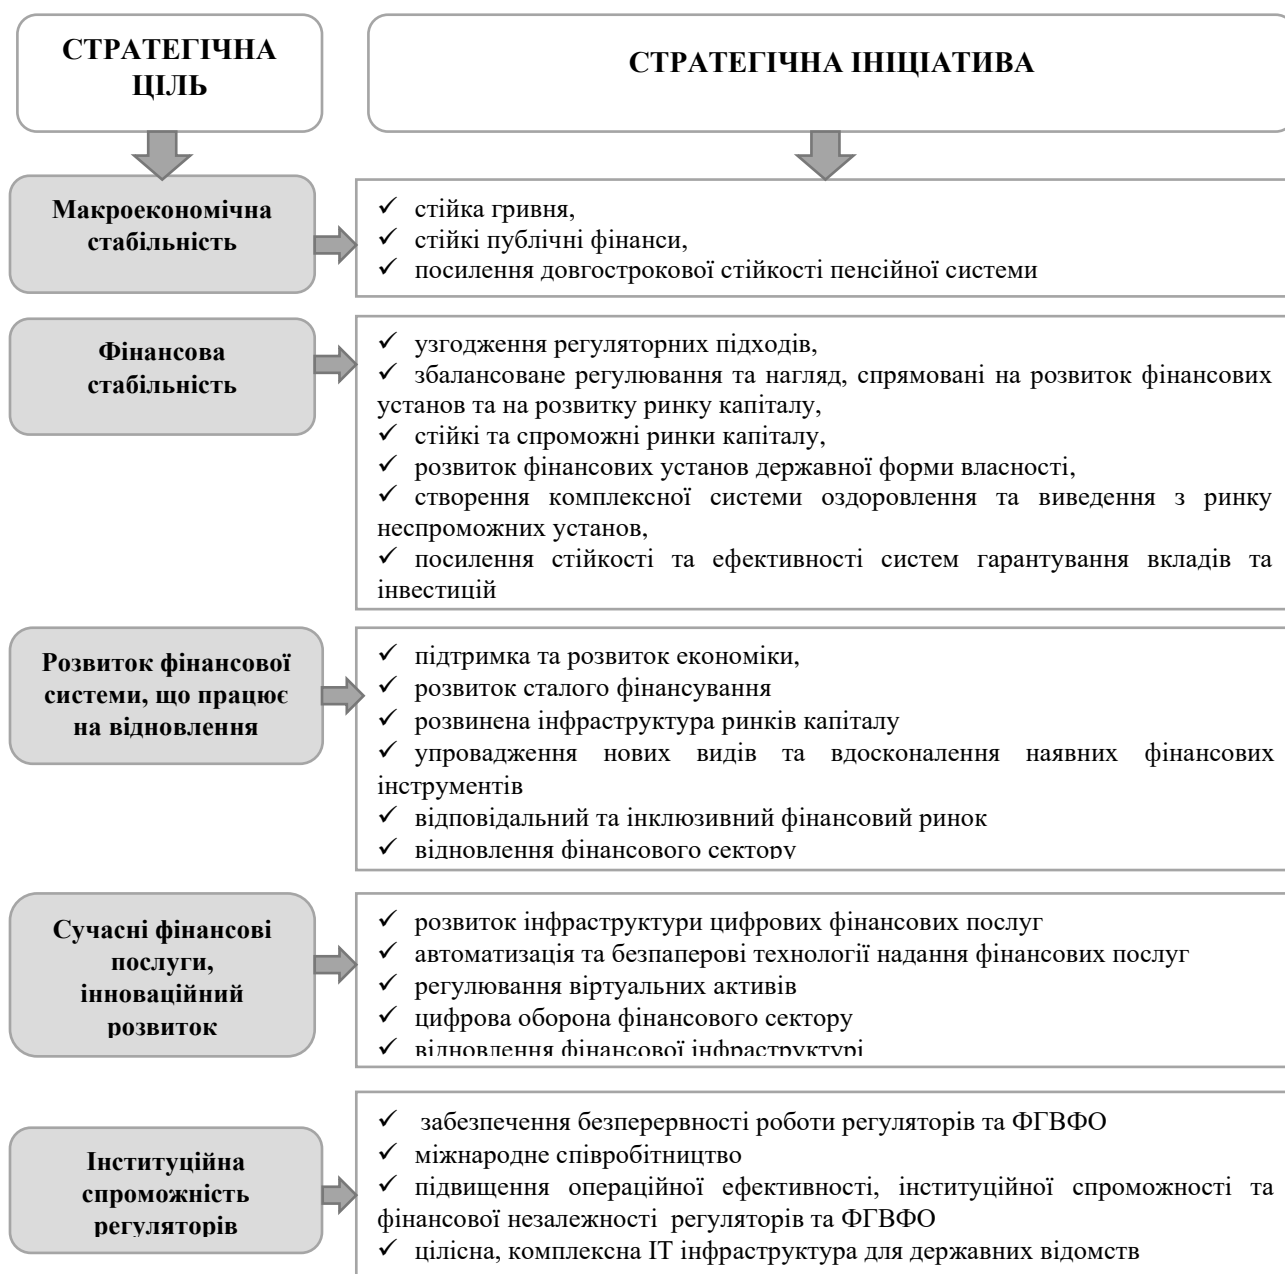 СТРАТЕГІЧНА
ЦІЛЬ
СТРАТЕГІЧНА ІНІЦІАТИВА
Макроекономічна
стабільність
✓ стійка гривня,
✓ стійкі публічні фінанси,
✓ посилення довгострокової стійкості пенсійної системи
Фінансова
стабільність
✓ узгодження регуляторних підходів,
✓ збалансоване регулювання та нагляд, спрямовані на розвиток фінансових
установ та на розвитку ринку капіталу,
✓ стійкі та спроможні ринки капіталу,
✓ розвиток фінансових установ державної форми власності,
✓ створення комплексної системи оздоровлення та виведення з ринку
неспроможних установ,
✓ посилення стійкості та ефективності систем гарантування вкладів та
інвестицій
Розвиток фінансової
системи, що працює
на відновлення
✓ підтримка та розвиток економіки,
✓ розвиток сталого фінансування
✓ розвинена інфраструктура ринків капіталу
✓ упровадження нових видів та вдосконалення наявних фінансових
інструментів
✓ відповідальний та інклюзивний фінансовий ринок
✓ відновлення фінансового сектору
Сучасні фінансові
послуги,
інноваційний
розвиток
✓ розвиток інфраструктури цифрових фінансових послуг
✓ автоматизація та безпаперові технології надання фінансових послуг
✓ регулювання віртуальних активів
✓ цифрова оборона фінансового сектору
✓ відновлення фінансової інфраструктурі
Інституційна
спроможність
регуляторів
✓ забезпечення безперервності роботи регуляторів та ФГВФО
✓ міжнародне співробітництво
✓ підвищення операційної ефективності, інституційної спроможності та
фінансової незалежності регуляторів та ФГВФО
✓ цілісна, комплексна ІТ інфраструктура для державних відомств